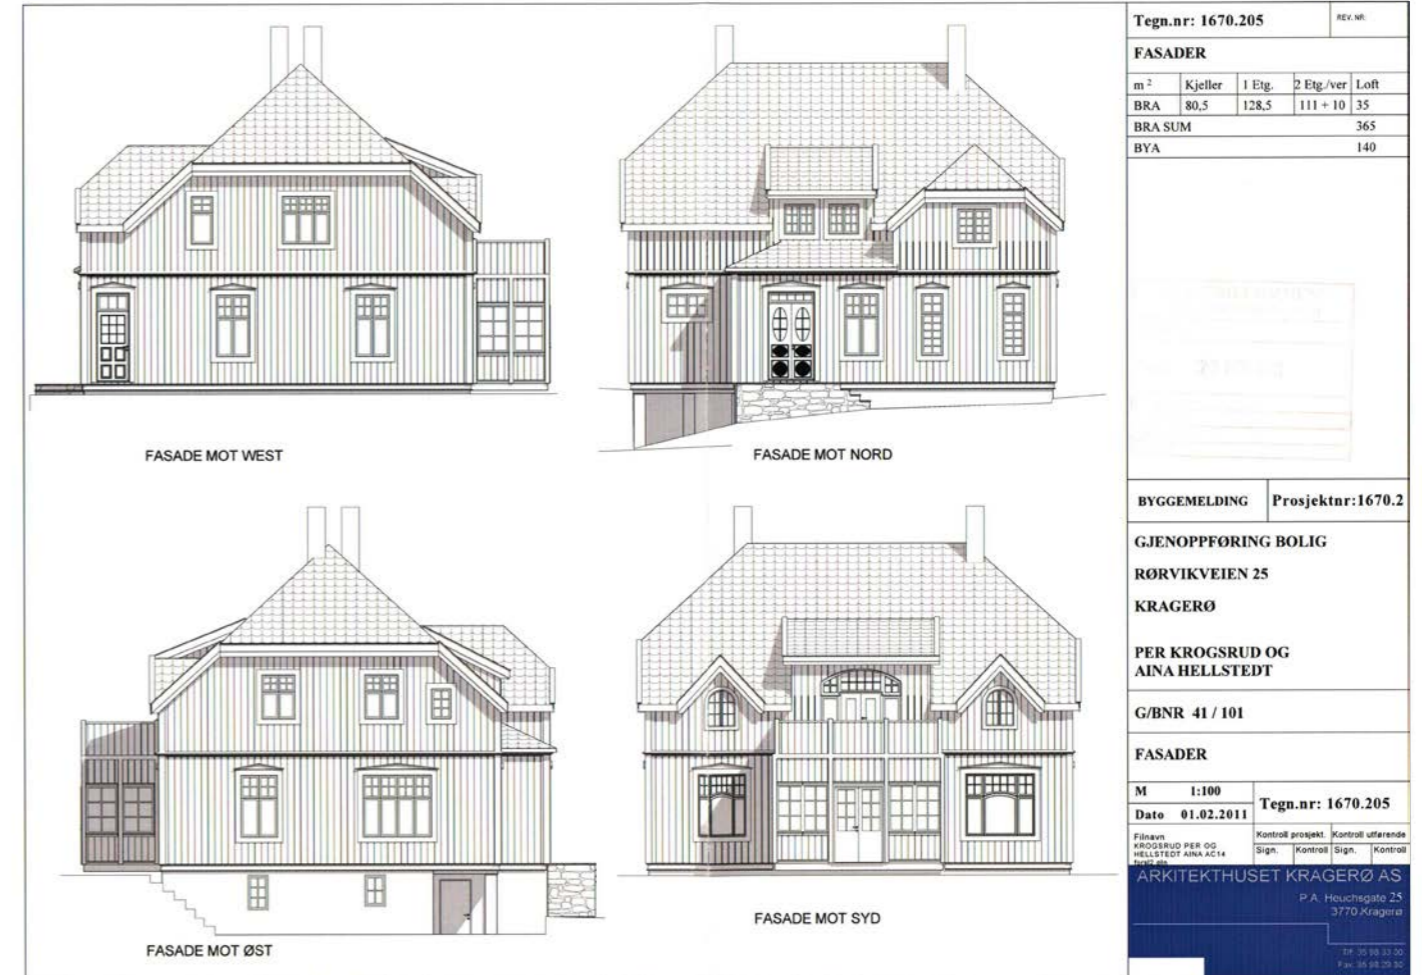 FASADE MOT WEST
FASADE MOT NORD
FASADE MOT ØST
FASADE MOT SYD
Tegn.nr: 1670.205 REV. NR.
FASADER
m ² Kjeller 1 Etg. 2 Etg./ver Loft
BRA 80,5 128,5 111 + 10 35
BRA SUM 365
BYA 140
BYGGEMELDING Prosjektnr:1670.2
GJENOPPFØRING BOLIG
RØRVIKVEIEN 25
KRAGERØ
PER KROGSRUD OG
AINA HELLSTEDT
G/BNR 41 / 101
FASADER
M 1:100
Dato 01.02.2011
Tegn.nr: 1670.205
Filnavn
KROGSRUD PER OG
HELLSTEDT AINA AC14
Kontroll prosjekt. Kontroll utførende
Sign. Kontroll Sign. Kontroll
ARKITEKTHUSET KRAGERØ AS
P.A. Heuchsgate 25
3770 Kragerø